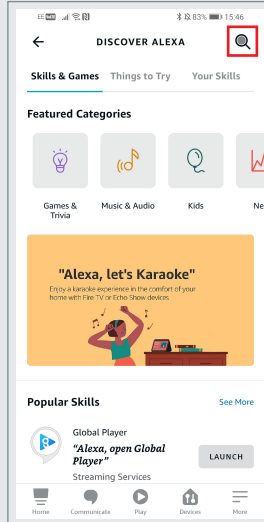 EE 83% 15:46
DISCOVER ALEXA
Skills & Games Things to Try Your Skills
Featured Categories
Games &
Trivia
Music & Audio
Kids
Ne
"Alexa, let's Karaoke"
Enjoy a karaoke experience in the comfort of your
home with Fire TV or Echo Show devices
Popular Skills See More
Global Player
“Alexa, open Global
Player”
Streaming Services
LAUNCH
Home Communicate Play Devices More